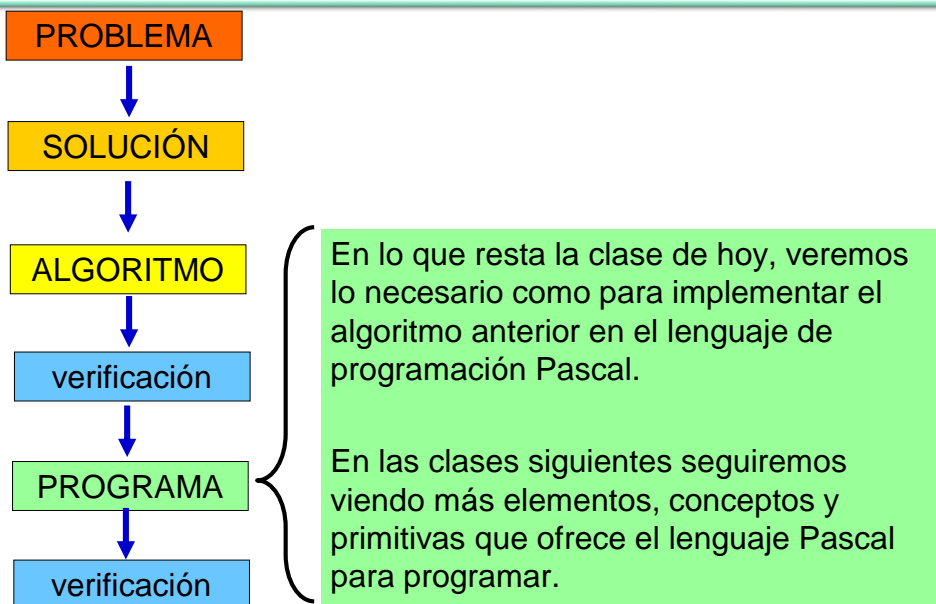 PROBLEMA
SOLUCIÓN
ALGORITMO
verificación
PROGRAMA
verificación
En lo que resta la clase de hoy, veremos
lo necesario como para implementar el
algoritmo anterior en el lenguaje de
programación Pascal.
En las clases siguientes seguiremos
viendo más elementos, conceptos y
primitivas que ofrece el lenguaje Pascal
para programar.